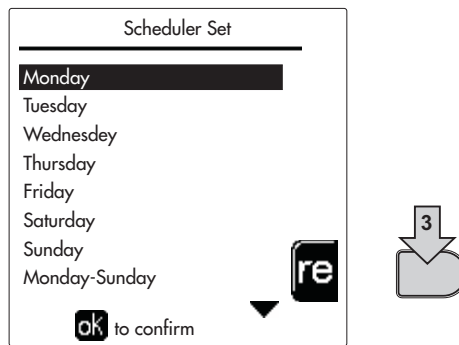 Scheduler Set
Monday
Tuesday
Wednesdey
Thursday
Friday
Saturday
Sunday
Monday-Sunday
re
ok to confirm
3